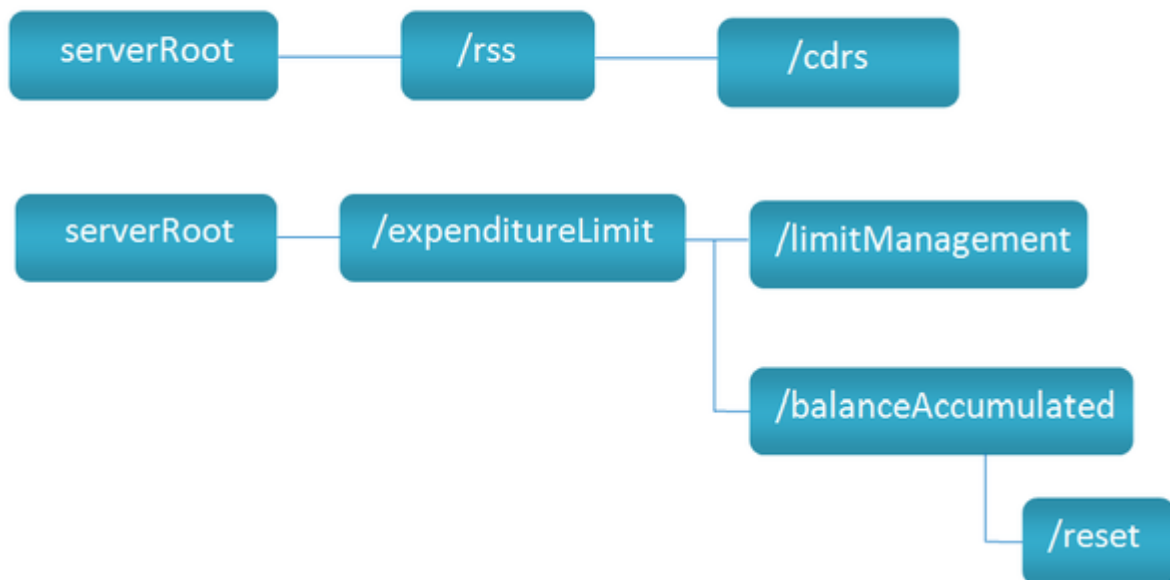 serverRoot
/rss
/cdrs
serverRoot
/expenditureLimit
/limitManagement
/balanceAccumulated
/reset